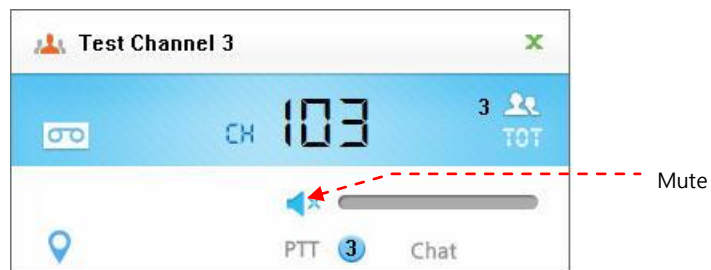 Test Channel 3 x
CH 103 3
TOT
Mute
PTT 3 Chat